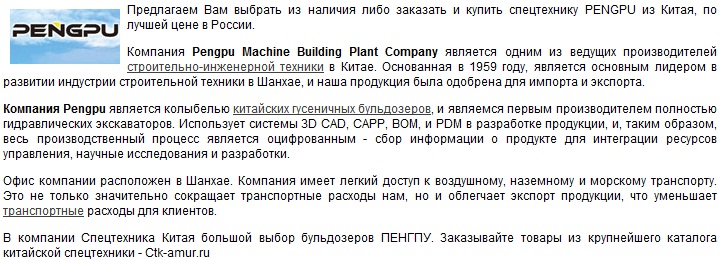 PENGPU
Предлагаем Вам выбрать из наличия либо заказать и купить спецтехнику PENGPU из Китая, по
лучшей цене в России.
Компания Pengpu Machine Building Plant Company является одним из ведущих производителей
строительно-инженерной техники в Китае. Основанная в 1959 году, является основным лидером в
развитии индустрии строительной техники в Шанхае, и наша продукция была одобрена для импорта и экспорта.
Компания Pengpu является колыбелью китайских гусеничных бульдозеров, и являемся первым производителем полностью
гидравлических экскаваторов. Использует системы 3D CAD, CAPP, BOM, и PDM в разработке продукции, и, таким образом,
весь производственный процесс является оцифрованным - сбор информации о продукте для интеграции ресурсов
управления, научные исследования и разработки.
Офис компании расположен в Шанхае. Компания имеет легкий доступ к воздушному, наземному и морскому транспорту.
Это не только значительно сокращает транспортные расходы нам, но и облегчает экспорт продукции, что уменьшает
транспортные расходы для клиентов.
В компании Спецтехника Китая большой выбор бульдозеров ПЕНГПУ. Заказывайте товары из крупнейшего каталога
китайской спецтехники - Ctk-amur.ru